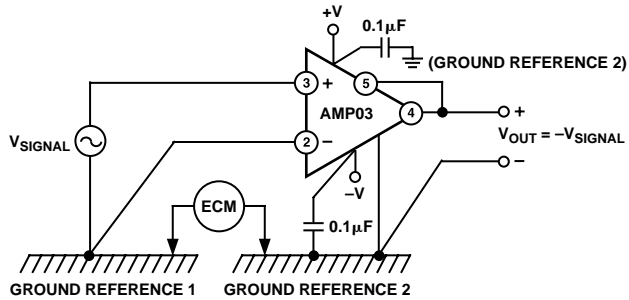 +V
0.1µF
(GROUND REFERENCE 2)
3
+
5
AMP03
4
+
VSIGNAL
2
−
VOUT = −VSIGNAL
−V
−
ECM
0.1µF
GROUND REFERENCE 1
GROUND REFERENCE 2